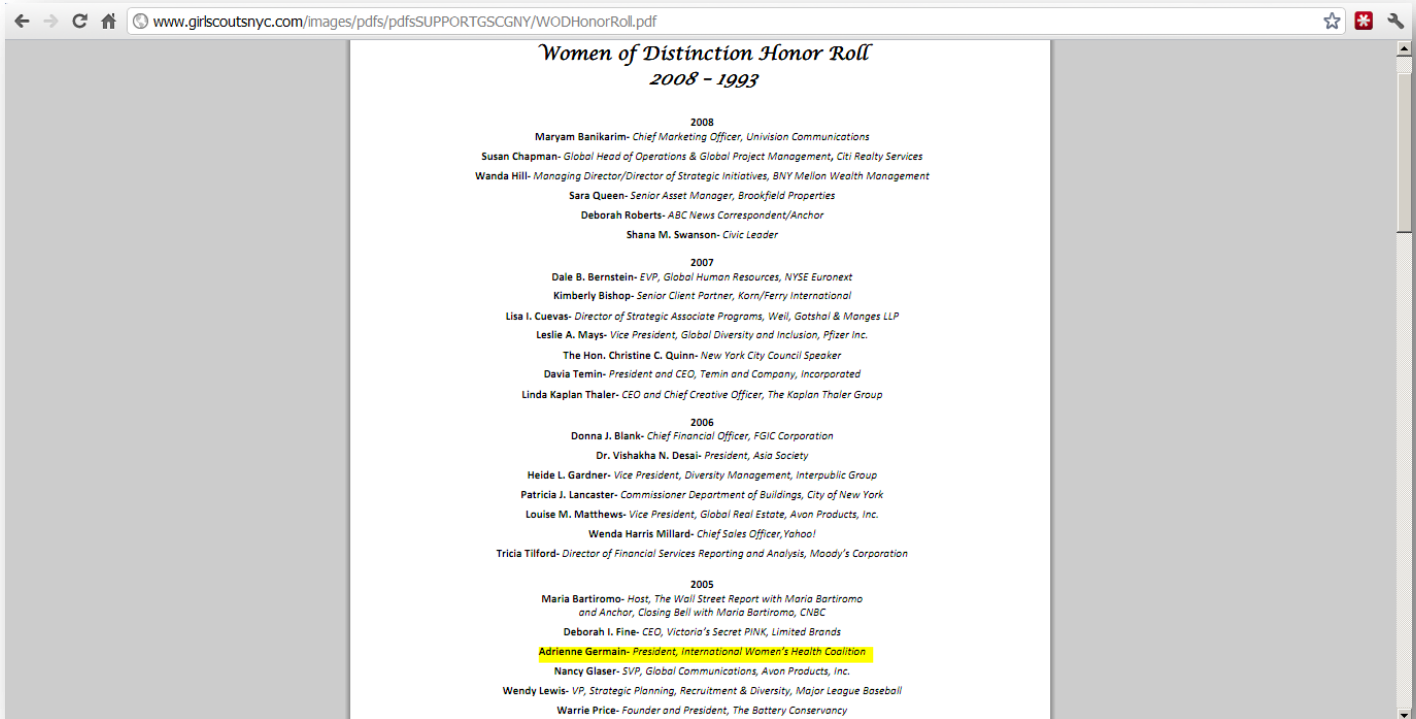 www.girlscoutsnyc.com/images/pdfs/pdfsSUPPORTGSCGNY/WODHonorRoll.pdf
Women of Distinction Honor Roll
2008 – 1993
2008
Maryam Banikarim- Chief Marketing Officer, Univision Communications
Susan Chapman- Global Head of Operations & Global Project Management, Citi Realty Services
Wanda Hill- Managing Director/Director of Strategic Initiatives, BNY Mellon Wealth Management
Sara Queen- Senior Asset Manager, Brookfield Properties
Deborah Roberts- ABC News Correspondent/Anchor
Shana M. Swanson- Civic Leader
2007
Dale B. Bernstein- EVP, Global Human Resources, NYSE Euronext
Kimberly Bishop- Senior Client Partner, Korn/Ferry International
Lisa I. Cuevas- Director of Strategic Associate Programs, Weil, Gotshal & Manges LLP
Leslie A. Mays- Vice President, Global Diversity and Inclusion, Pfizer Inc.
The Hon. Christine C. Quinn- New York City Council Speaker
Davia Temin- President and CEO, Temin and Company, Incorporated
Linda Kaplan Thaler- CEO and Chief Creative Officer, The Kaplan Thaler Group
2006
Donna J. Blank- Chief Financial Officer, FGIC Corporation
Dr. Vishakha N. Desai- President, Asia Society
Heide L. Gardner- Vice President, Diversity Management, Interpublic Group
Patricia J. Lancaster- Commissioner Department of Buildings, City of New York
Louise M. Matthews- Vice President, Global Real Estate, Avon Products, Inc.
Wenda Harris Millard- Chief Sales Officer,Yahoo!
Tricia Tilford- Director of Financial Services Reporting and Analysis, Moody's Corporation
2005
Maria Bartiromo- Host, The Wall Street Report with Maria Bartiromo
and Anchor, Closing Bell with Maria Bartiromo, CNBC
Deborah I. Fine- CEO, Victoria's Secret PINK, Limited Brands
Adrienne Germain- President, International Women's Health Coalition
Nancy Glaser- SVP, Global Communications, Avon Products, Inc.
Wendy Lewis- VP, Strategic Planning, Recruitment & Diversity, Major League Baseball
Warrie Price- Founder and President, The Battery Conservancy